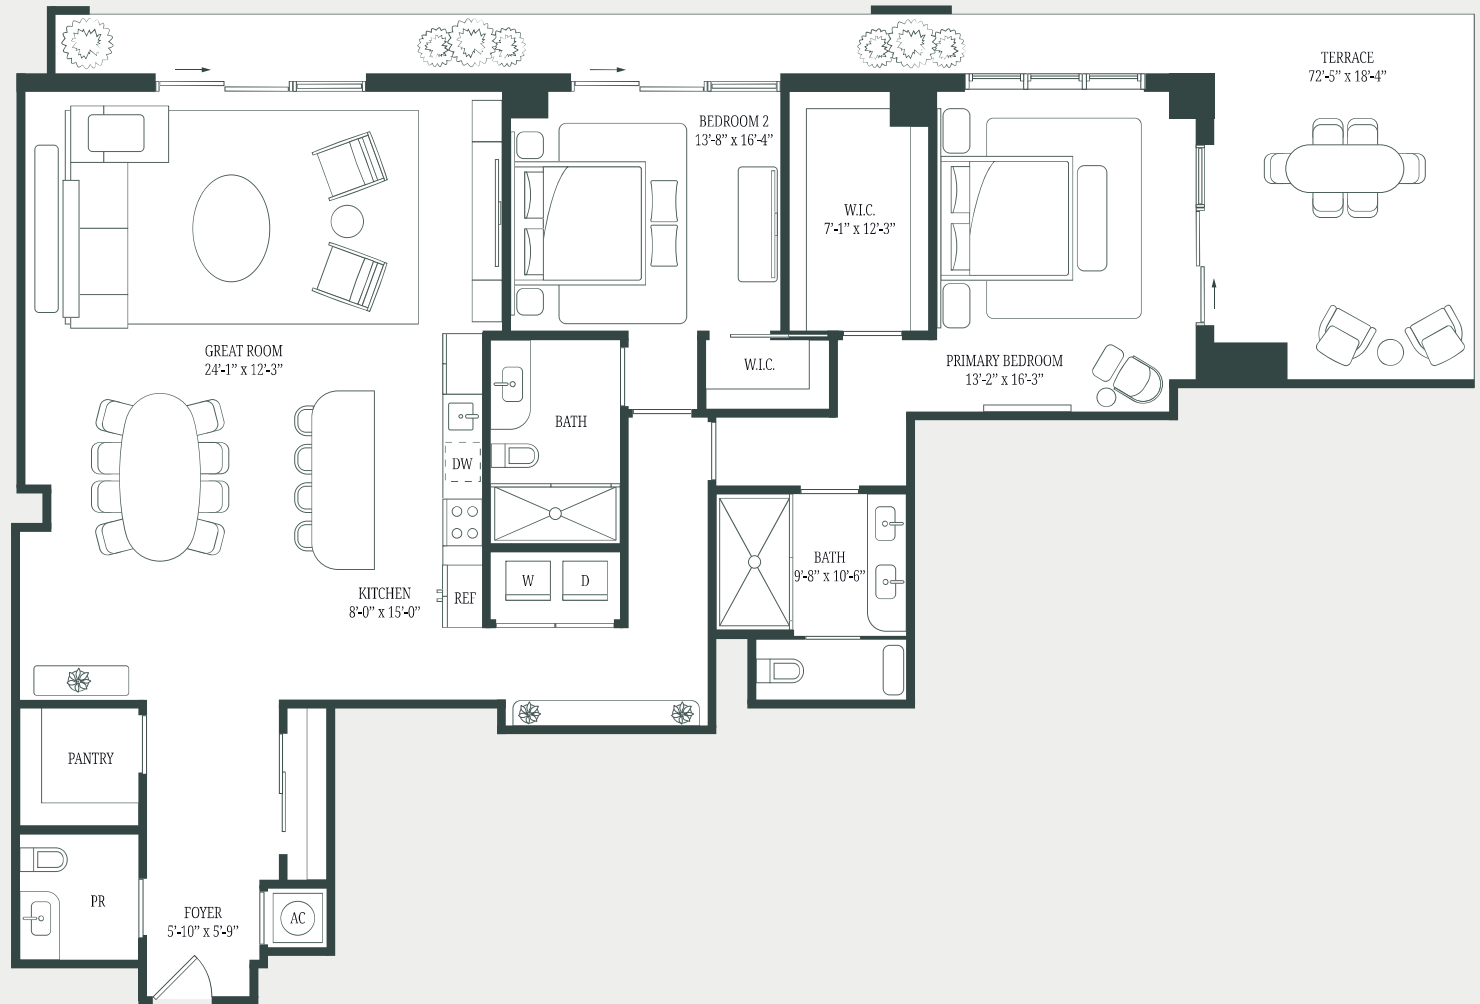 TERRACE
72'-5" x 18'-4"
BEDROOM 2
13'-8" x 16'-4"
W.I.C.
7'-1" x 12'-3"
GREAT ROOM
24'-1" x 12'-3"
W.I.C.
PRIMARY BEDROOM
13'-2" x 16'-3"
BATH
DW
BATH
9'-8" x 10'-6"
W
D
KITCHEN
8'-0" x 15'-0"
REF
PANTRY
PR
FOYER
5'-10" x 5'-9"
AC